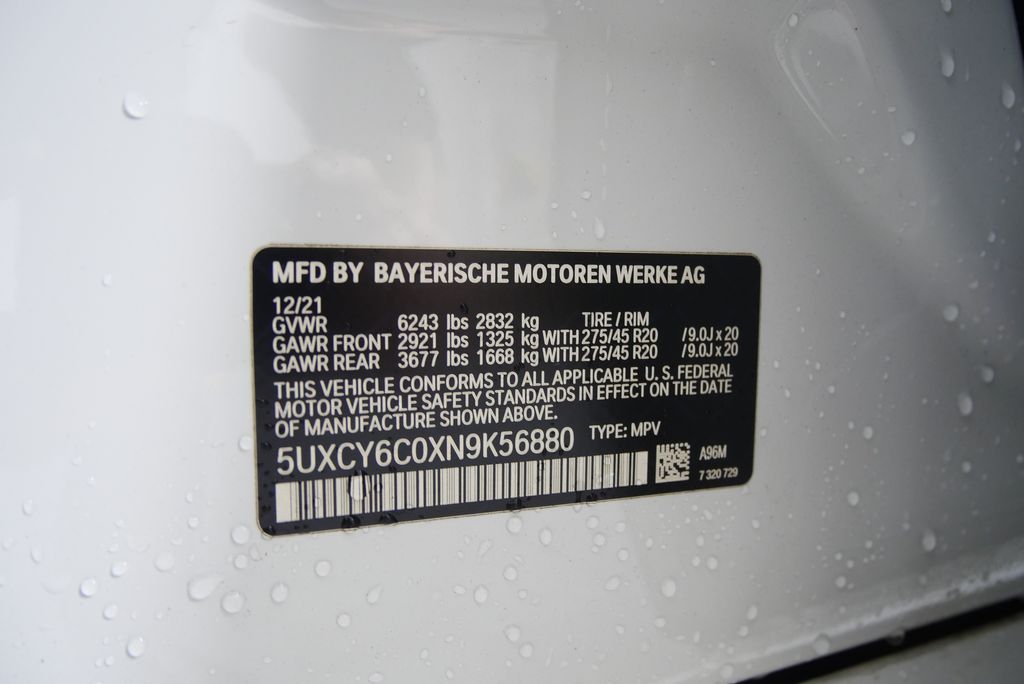 MFD BY BAYERISCHE MOTOREN WERKE AG
12/21
GVWR 6243 lbs 2832 kg TIRE / RIM
GAWR FRONT 2921 lbs 1325 kg WITH 275/45 R20 / 9.0J x 20
GAWR REAR 3677 lbs 1668 kg WITH 275/45 R20 / 9.0J x 20
THIS VEHICLE CONFORMS TO ALL APPLICABLE U. S. FEDERAL
MOTOR VEHICLE SAFETY STANDARDS IN EFFECT ON THE DATE
OF MANUFACTURE SHOWN ABOVE.
5UXCY6C0XN9K56880 TYPE: MPV
A96M
7 320 729